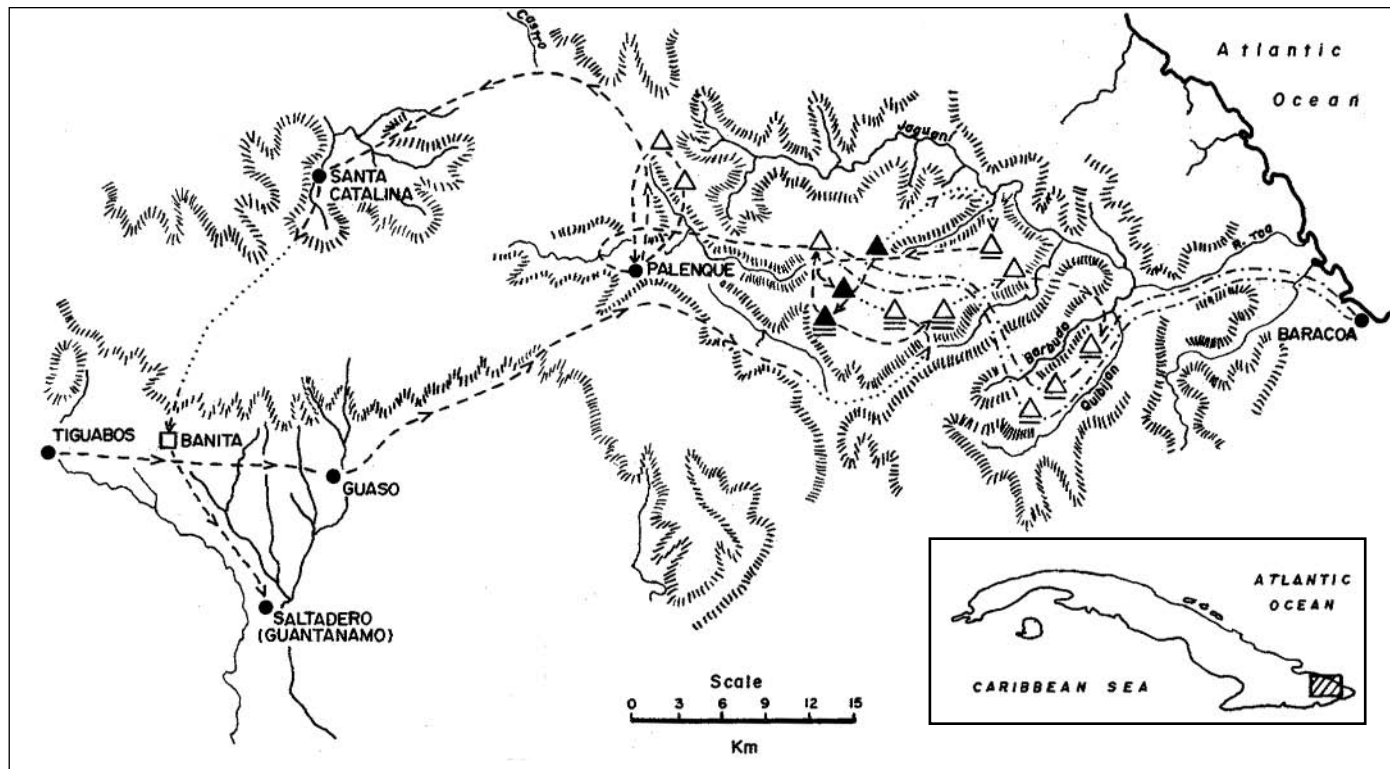 Castro
Atlantic
Ocean
Jaguani
SANTA
CATALINA
R. Toa
PALENQUE
BARACOA
Barbudo
Quibijan
TIGUABOS
BANITA
GUASO
SALTADERO
(GUANTANAMO)
Scale
0 3 6 9 12 15
Km
ATLANTIC
OCEAN
CARIBBEAN SEA